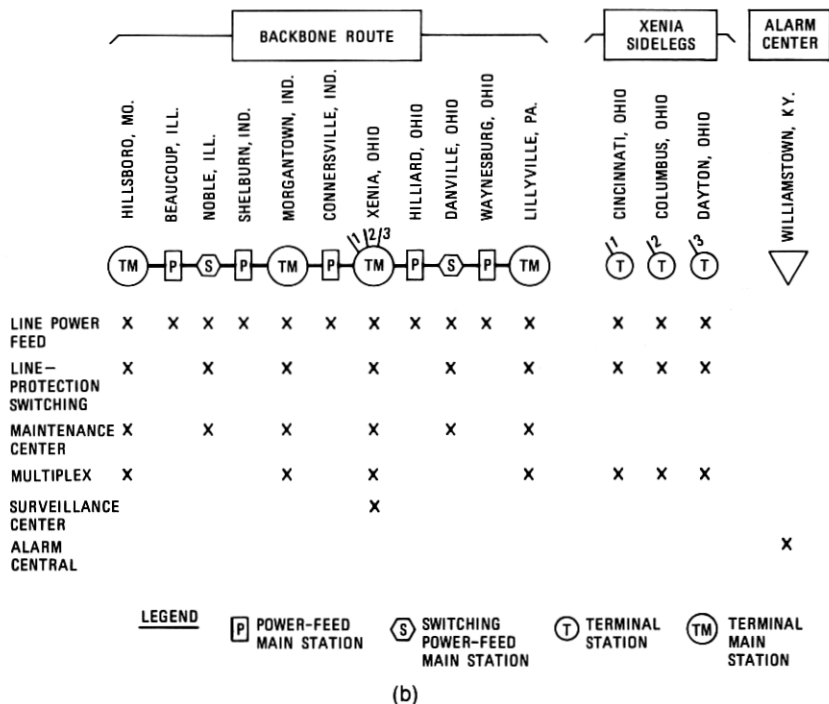 BACKBONE ROUTE
XENIA
SIDELEGS
ALARM
CENTER
HILLSBORO, MO.
BEAUCOUP, ILL.
NOBLE, ILL.
SHELBURN, IND.
MORGANTOWN, IND.
CONNERSVILLE, IND.
XENIA, OHIO
HILLIARD, OHIO
DANVILLE, OHIO
WAYNESBURG, OHIO
LILLYVILLE, PA.
CINCINNATI, OHIO
COLUMBUS, OHIO
DAYTON, OHIO
WILLIAMSTOWN, KY.
1 2 3 1 2 3
TM P S P TM P TM P S P TM T T T
LINE POWER X X X X X X X X X X X X X X
FEED
LINE— X X X X X X X X X
PROTECTION
SWITCHING
MAINTENANCE X X X X X X
CENTER
MULTIPLEX X X X X X X X
SURVEILLANCE X
CENTER
ALARM X
CENTRAL
LEGEND
P POWER-FEED
MAIN STATION
S SWITCHING
POWER-FEED
MAIN STATION
T TERMINAL
STATION
TM TERMINAL
MAIN
STATION
(b)